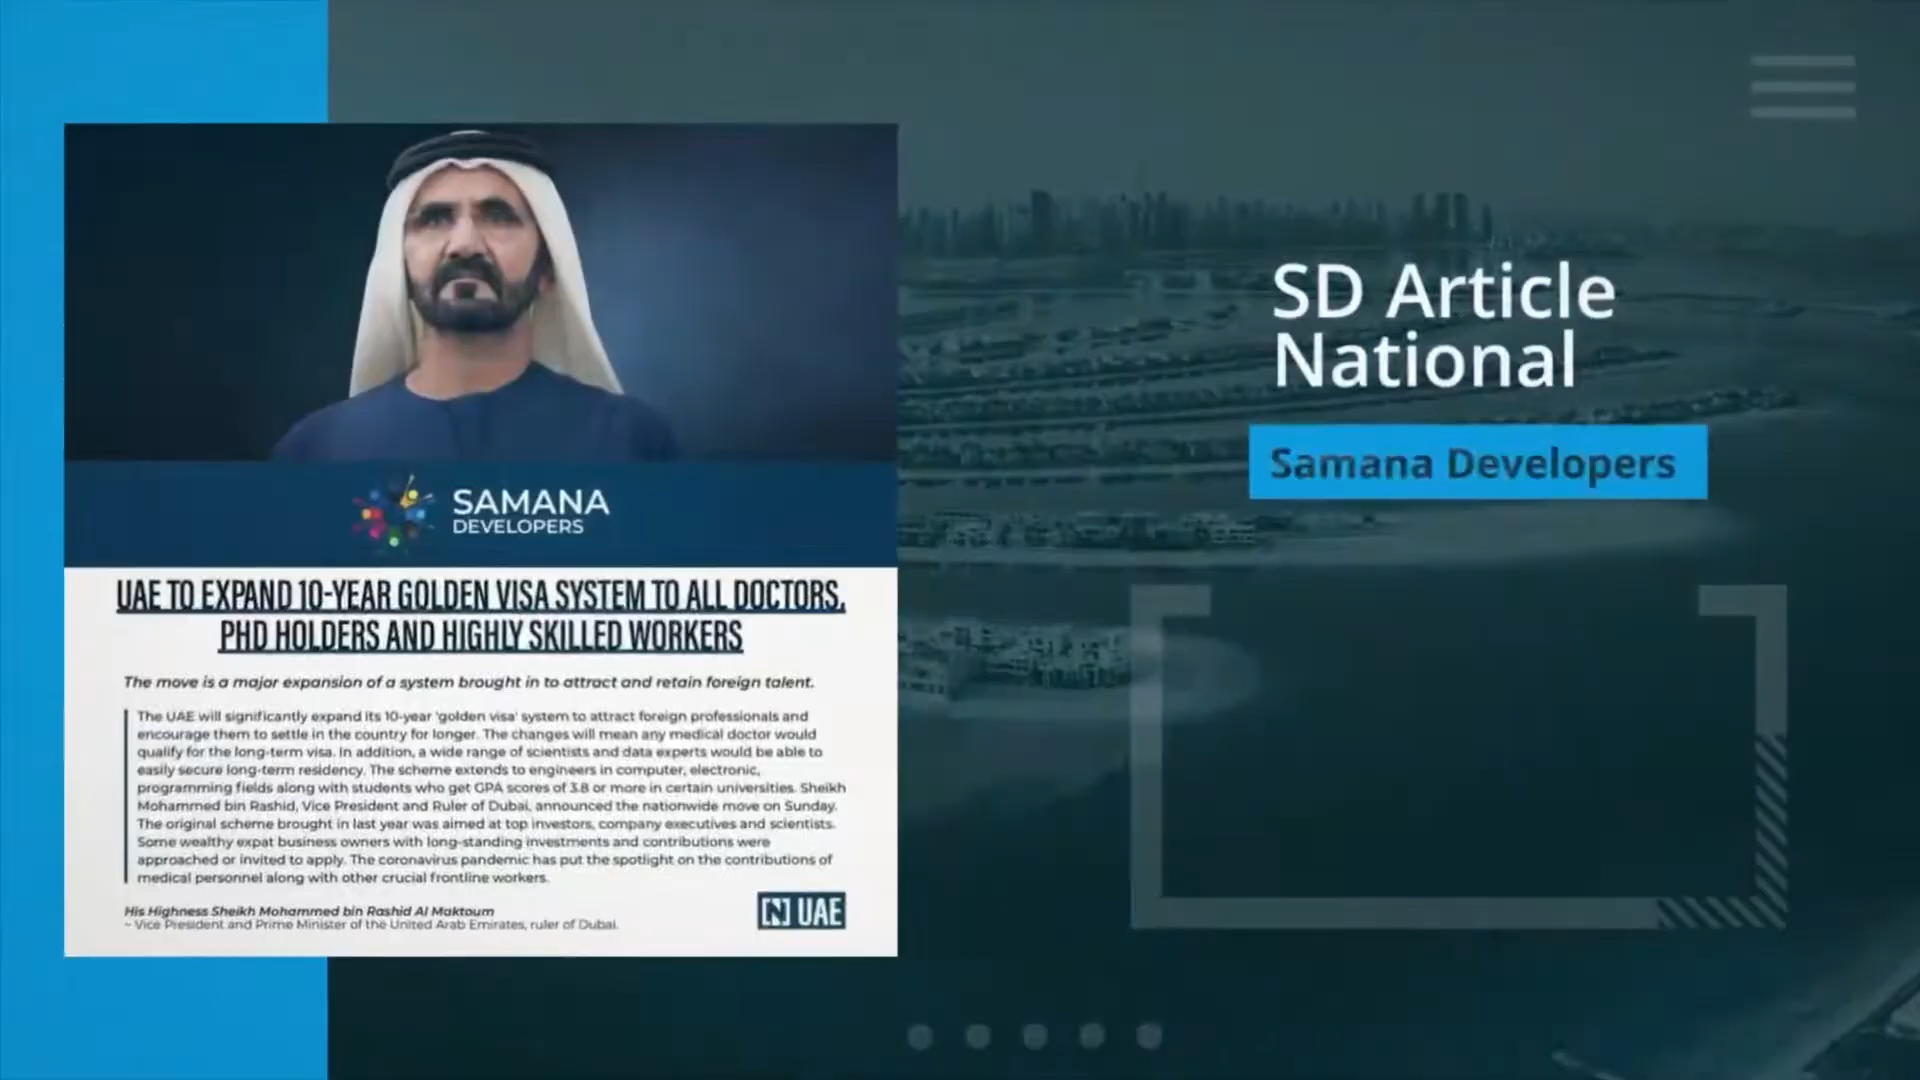 SAMANA
DEVELOPERS
UAE TO EXPAND 10-YEAR GOLDEN VISA SYSTEM TO ALL DOCTORS,
PHD HOLDERS AND HIGHLY SKILLED WORKERS
The move is a major expansion of a system brought in to attract and retain foreign talent.
The UAE will significantly expand its 10-year 'golden visa' system to attract foreign professionals and
encourage them to settle in the country for longer. The changes will mean any medical doctor would
qualify for the long-term visa. In addition, a wide range of scientists and data experts would be able to
easily secure long-term residency. The scheme extends to engineers in computer, electronic,
programming fields along with students who get GPA scores of 3.8 or more in certain universities. Sheikh
Mohammed bin Rashid, Vice President and Ruler of Dubai, announced the nationwide move on Sunday.
The original scheme brought in last year was aimed at top investors, company executives and scientists.
Some wealthy expat business owners with long-standing investments and contributions were
approached or invited to apply. The coronavirus pandemic has put the spotlight on the contributions of
medical personnel along with other crucial frontline workers.
His Highness Sheikh Mohammed bin Rashid Al Maktoum
~ Vice President and Prime Minister of the United Arab Emirates, ruler of Dubai.
[N] UAE
SD Article
National
Samana Developers